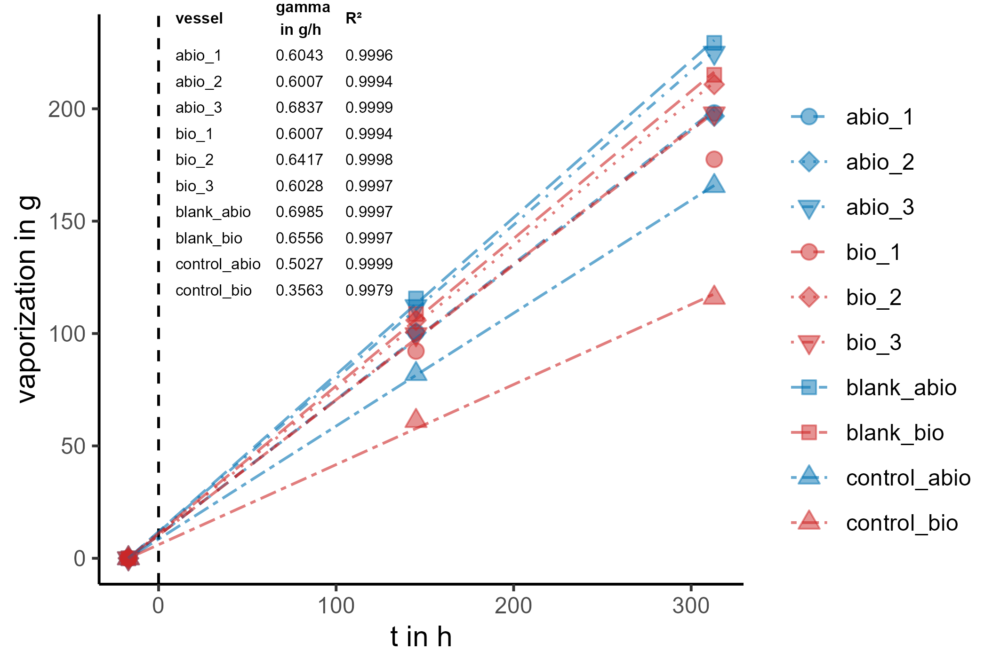 vessel gamma in g/h R²
abio_1 0.6043 0.9996
abio_2 0.6007 0.9994
abio_3 0.6837 0.9999
bio_1 0.6007 0.9994
bio_2 0.6417 0.9998
bio_3 0.6028 0.9997
blank_abio 0.6985 0.9997
blank_bio 0.6556 0.9997
control_abio 0.5027 0.9999
control_bio 0.3563 0.9979
vaporization in g
200
150
100
50
0
0 100 200 300
t in h
abio_1
abio_2
abio_3
bio_1
bio_2
bio_3
blank_abio
blank_bio
control_abio
control_bio